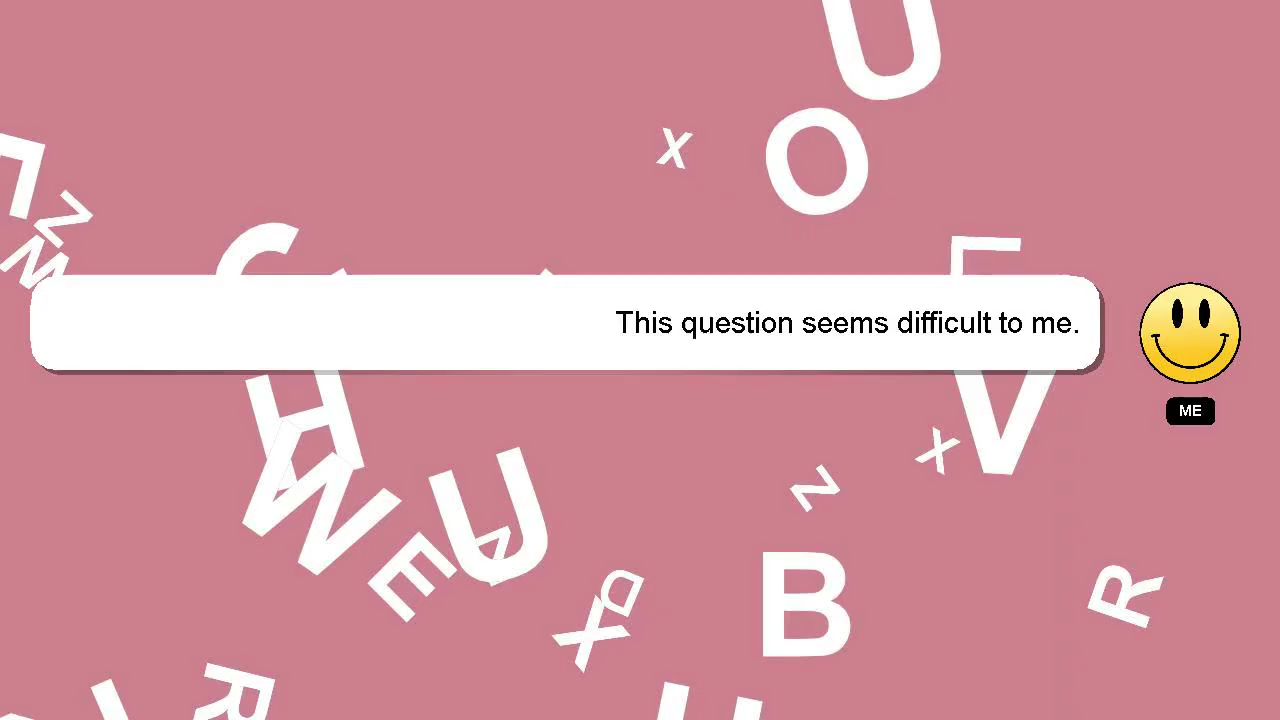 U
O
X
Z
M
This question seems difficult to me.
ME
V
H
W
X
U
N
E
Z
D
X
B
R
R